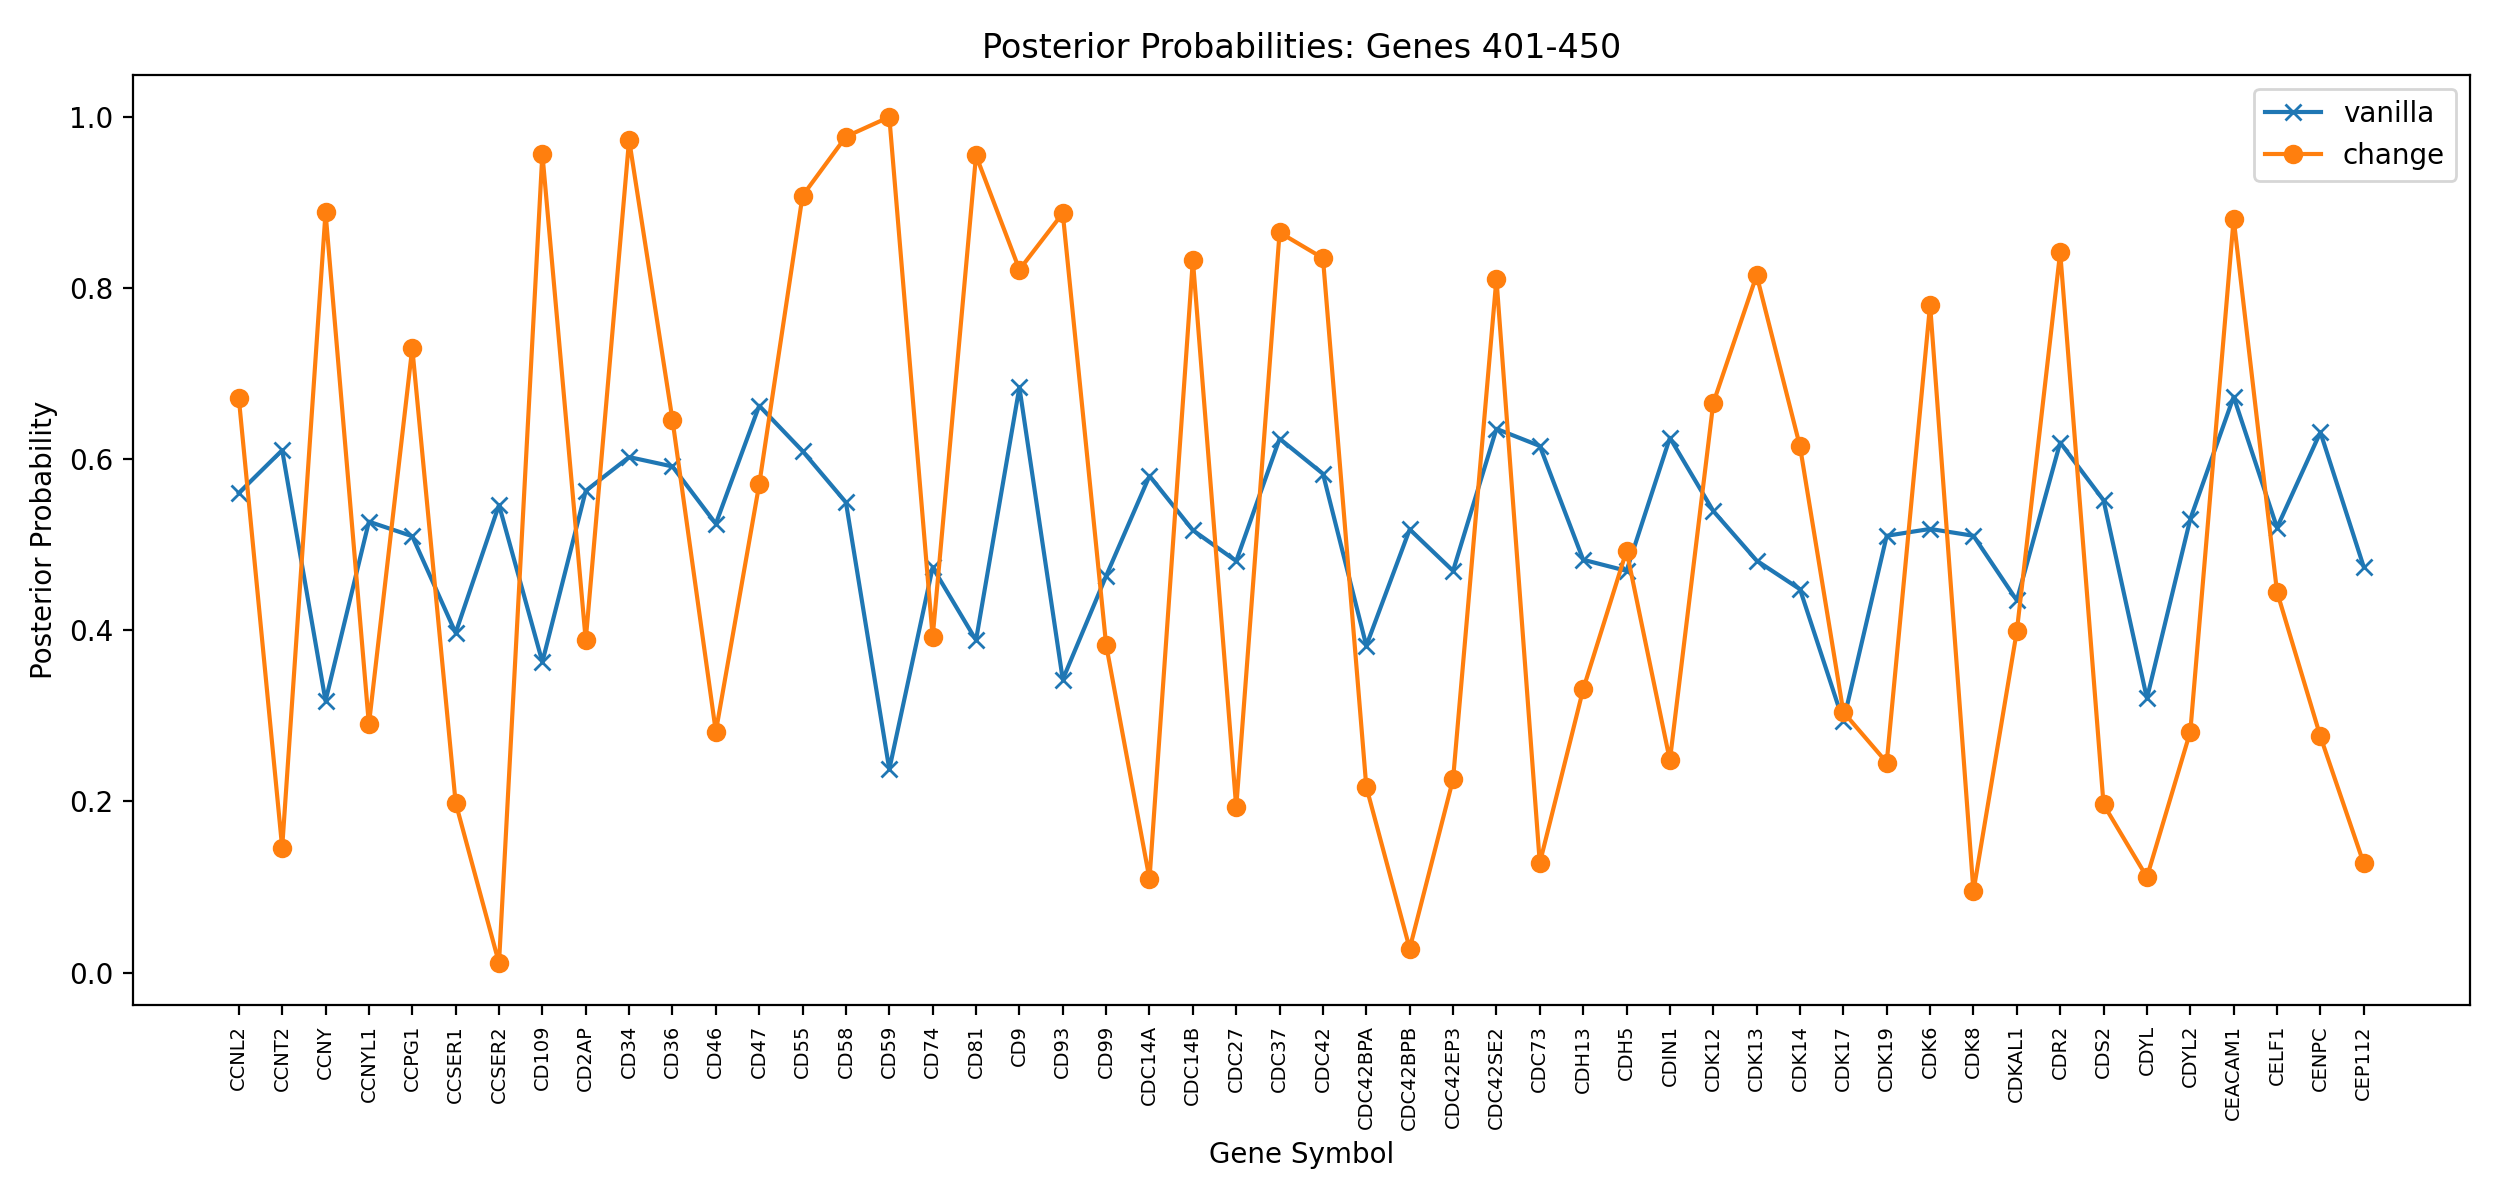 Posterior Probabilities: Genes 401-450
vanilla
change
Posterior Probability
1.0
0.8
0.6
0.4
0.2
0.0
CCNL2
CCNT2
CCNY
CCNYL1
CCPG1
CCSER1
CCSER2
CD109
CD2AP
CD34
CD36
CD46
CD47
CD55
CD58
CD59
CD74
CD81
CD9
CD93
CD99
CDC14A
CDC14B
CDC27
CDC37
CDC42
CDC42BPA
CDC42BPB
CDC42EP3
CDC42SE2
CDC73
CDH13
CDH5
CDIN1
CDK12
CDK13
CDK14
CDK17
CDK19
CDK6
CDK8
CDKAL1
CDR2
CDS2
CDYL
CDYL2
CEACAM1
CELF1
CENPC
CEP112
Gene Symbol